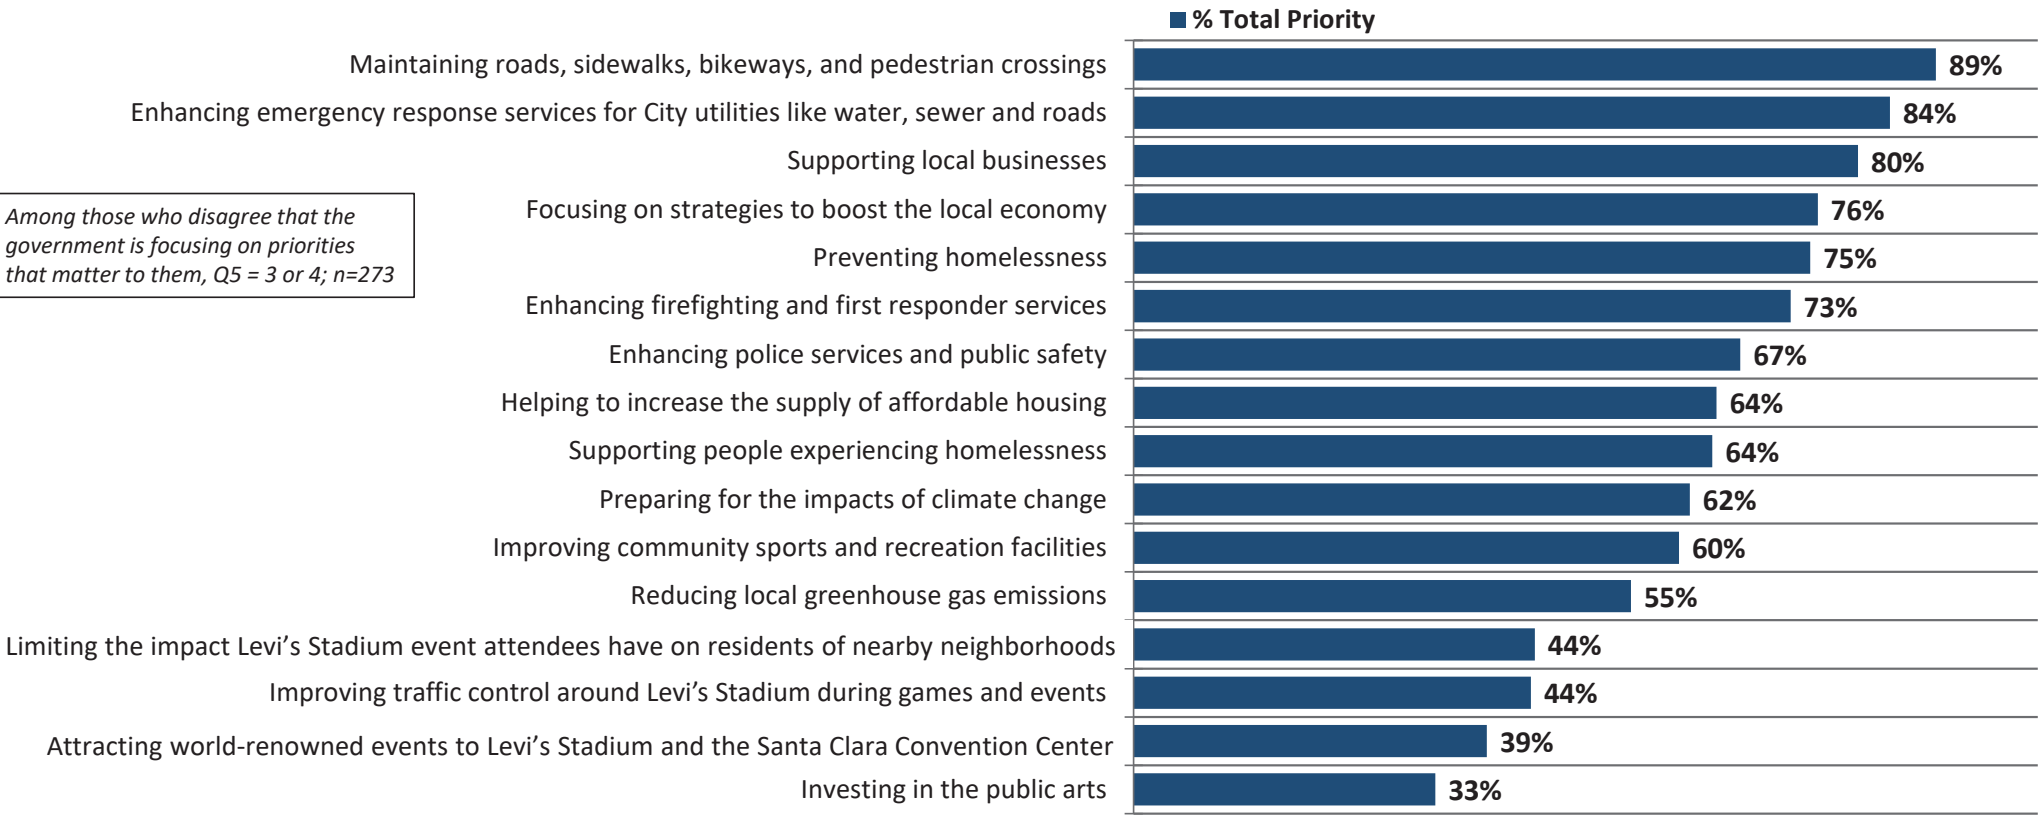 % Total Priority
Maintaining roads, sidewalks, bikeways, and pedestrian crossings 89%
Enhancing emergency response services for City utilities like water, sewer and roads 84%
Supporting local businesses 80%
Among those who disagree that the
government is focusing on priorities
that matter to them, Q5 = 3 or 4; n=273
Focusing on strategies to boost the local economy 76%
Preventing homelessness 75%
Enhancing firefighting and first responder services 73%
Enhancing police services and public safety 67%
Helping to increase the supply of affordable housing 64%
Supporting people experiencing homelessness 64%
Preparing for the impacts of climate change 62%
Improving community sports and recreation facilities 60%
Reducing local greenhouse gas emissions 55%
Limiting the impact Levi’s Stadium event attendees have on residents of nearby neighborhoods 44%
Improving traffic control around Levi’s Stadium during games and events 44%
Attracting world-renowned events to Levi’s Stadium and the Santa Clara Convention Center 39%
Investing in the public arts 33%